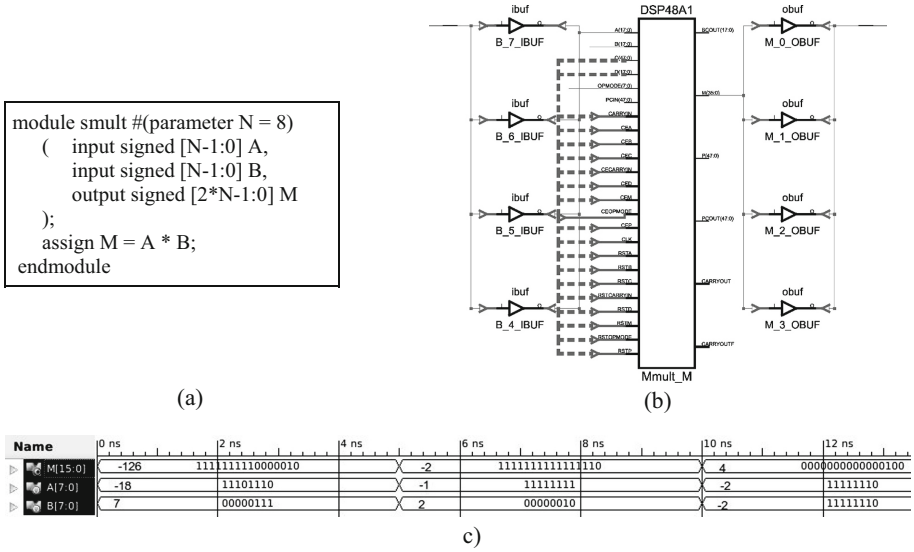 module smult #(parameter N = 8)
( input signed [N-1:0] A,
input signed [N-1:0] B,
output signed [2*N-1:0] M
);
assign M = A * B;
endmodule
(a)
ibuf
B_7_IBUF
ibuf
B_6_IBUF
ibuf
B_5_IBUF
ibuf
B_4_IBUF
DSP48A1
A(17:0)
B(17:0)
C(47:0)
D(17:0)
OPMODE(7:0)
PCIN(47:0)
CARRYIN
CEA
CEB
CEC
CECARRYIN
CED
CEM
CEOPMODE
CEP
CLK
RSTA
RSTB
RSTC
RSTCARRYIN
RSTD
RSTM
RSTOPMODE
RSTP
BCOUT(17:0)
M(35:0)
P(47:0)
PCOUT(47:0)
CARRYOUT
CARRYOUTF
Mmult_M
obuf
M_0_OBUF
obuf
M_1_OBUF
obuf
M_2_OBUF
obuf
M_3_OBUF
(b)
Name 0 ns 2 ns 4 ns 6 ns 8 ns 10 ns 12 ns
M[15:0] -126 1111111110000010 -2 1111111111111110 4 0000000000000100
A[7:0] -18 11101110 -1 11111111 -2 11111110
B[7:0] 7 00000111 2 00000010 -2 11111110
c)